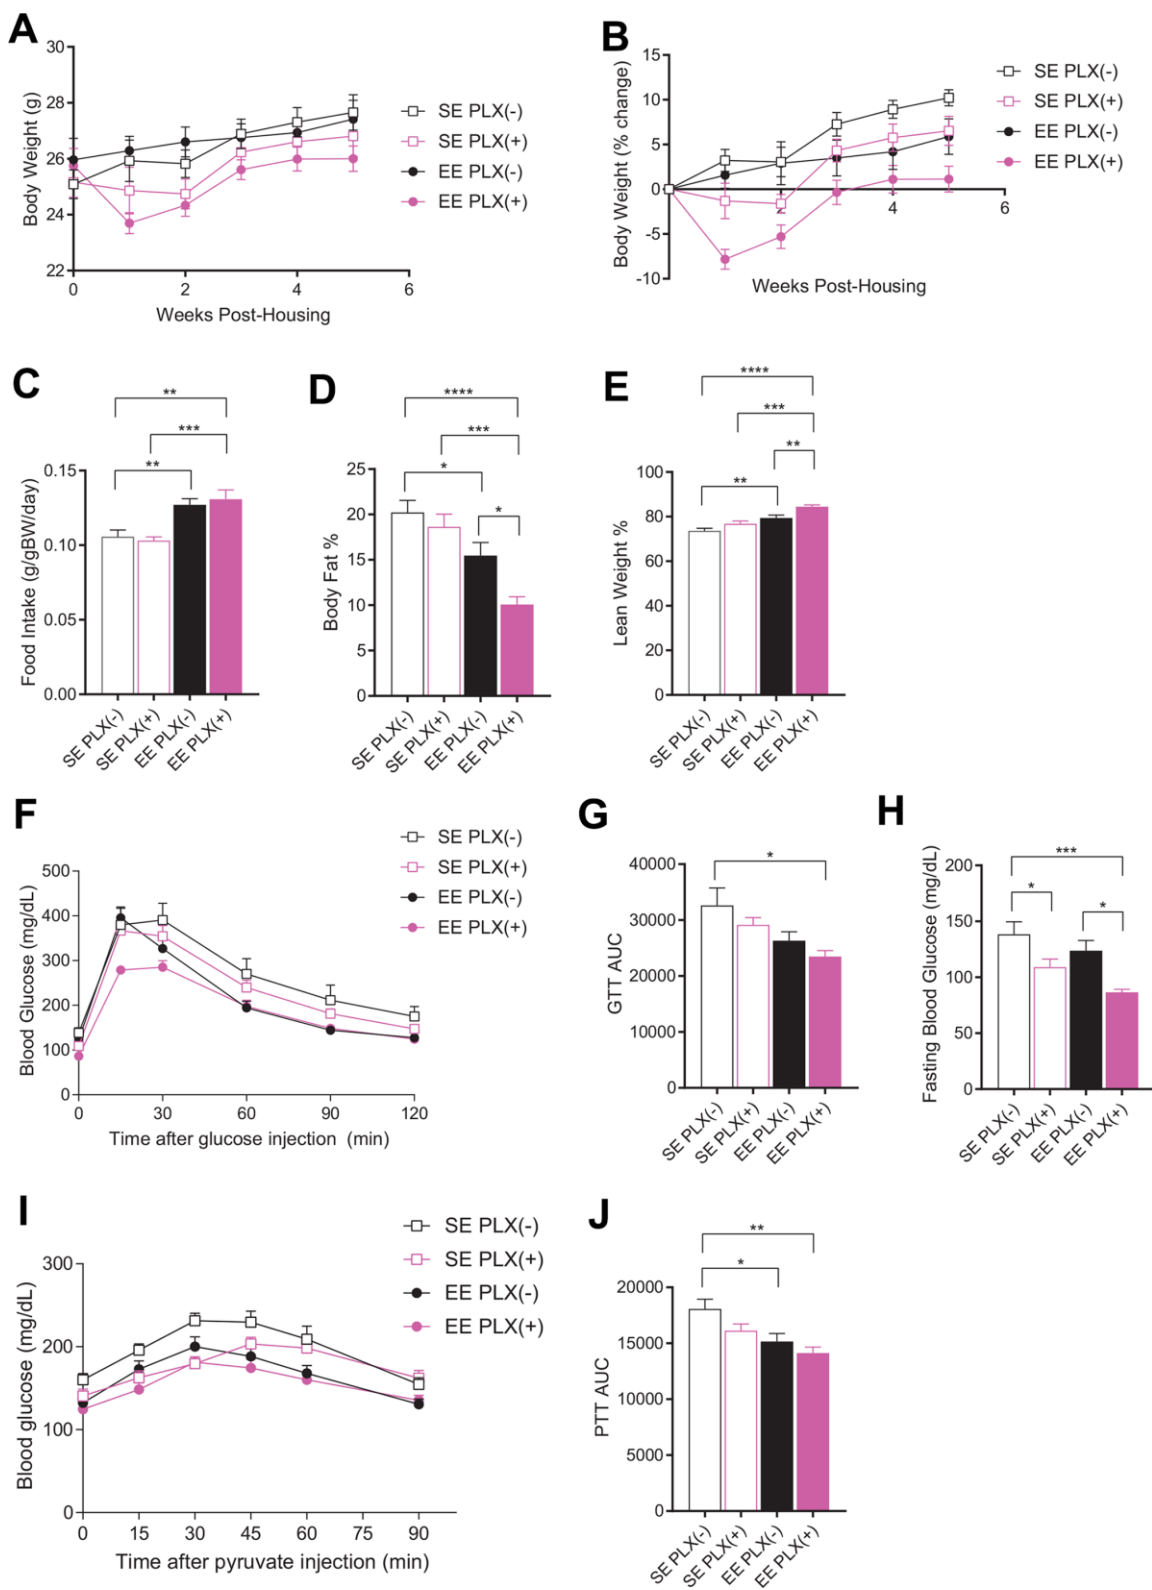 A
Body Weight (g)
30
28
26
24
22
0
2
4
6
Weeks Post-Housing
SE PLX(-)
SE PLX(+)
EE PLX(-)
EE PLX(+)
B
Body Weight (% change)
15
10
5
0
-5
-10
2
4
6
Weeks Post-Housing
SE PLX(-)
SE PLX(+)
EE PLX(-)
EE PLX(+)
C
Food Intake (g/gBW/day)
**
***
**
0.15
0.10
0.05
0.00
SE PLX(-)
SE PLX(+)
EE PLX(-)
EE PLX(+)
D
Body Fat %
****
***
*
*
25
20
15
10
5
0
SE PLX(-)
SE PLX(+)
EE PLX(-)
EE PLX(+)
E
Lean Weight %
****
***
**
**
100
80
60
40
20
0
SE PLX(-)
SE PLX(+)
EE PLX(-)
EE PLX(+)
F
Blood Glucose (mg/dL)
500
400
300
200
100
0
0
30
60
90
120
Time after glucose injection (min)
SE PLX(-)
SE PLX(+)
EE PLX(-)
EE PLX(+)
G
GTT AUC
*
40000
30000
20000
10000
0
SE PLX(-)
SE PLX(+)
EE PLX(-)
EE PLX(+)
H
Fasting Blood Glucose (mg/dL)
***
*
*
200
150
100
50
0
SE PLX(-)
SE PLX(+)
EE PLX(-)
EE PLX(+)
I
Blood glucose (mg/dL)
300
200
100
0
0
15
30
45
60
75
90
Time after pyruvate injection (min)
SE PLX(-)
SE PLX(+)
EE PLX(-)
EE PLX(+)
J
PTT AUC
**
*
20000
15000
10000
5000
0
SE PLX(-)
SE PLX(+)
EE PLX(-)
EE PLX(+)